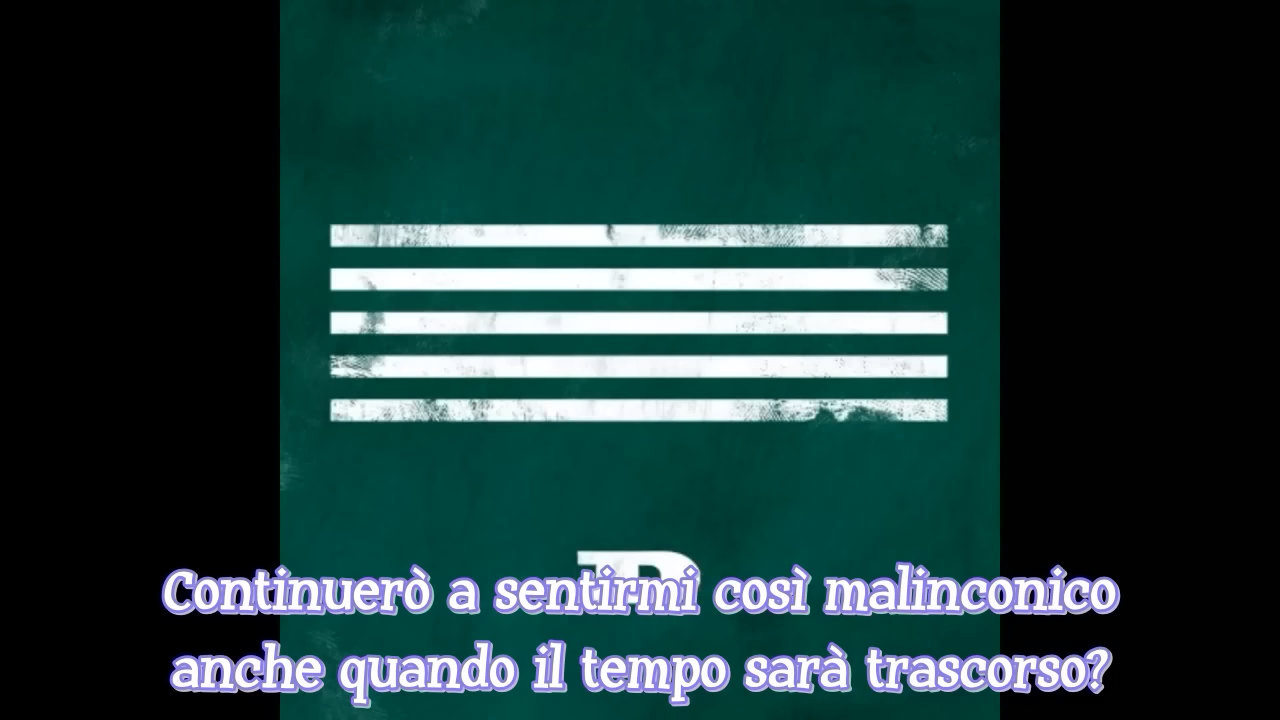 Continuerò a sentirmi così malinconico
anche quando il tempo sarà trascorso?